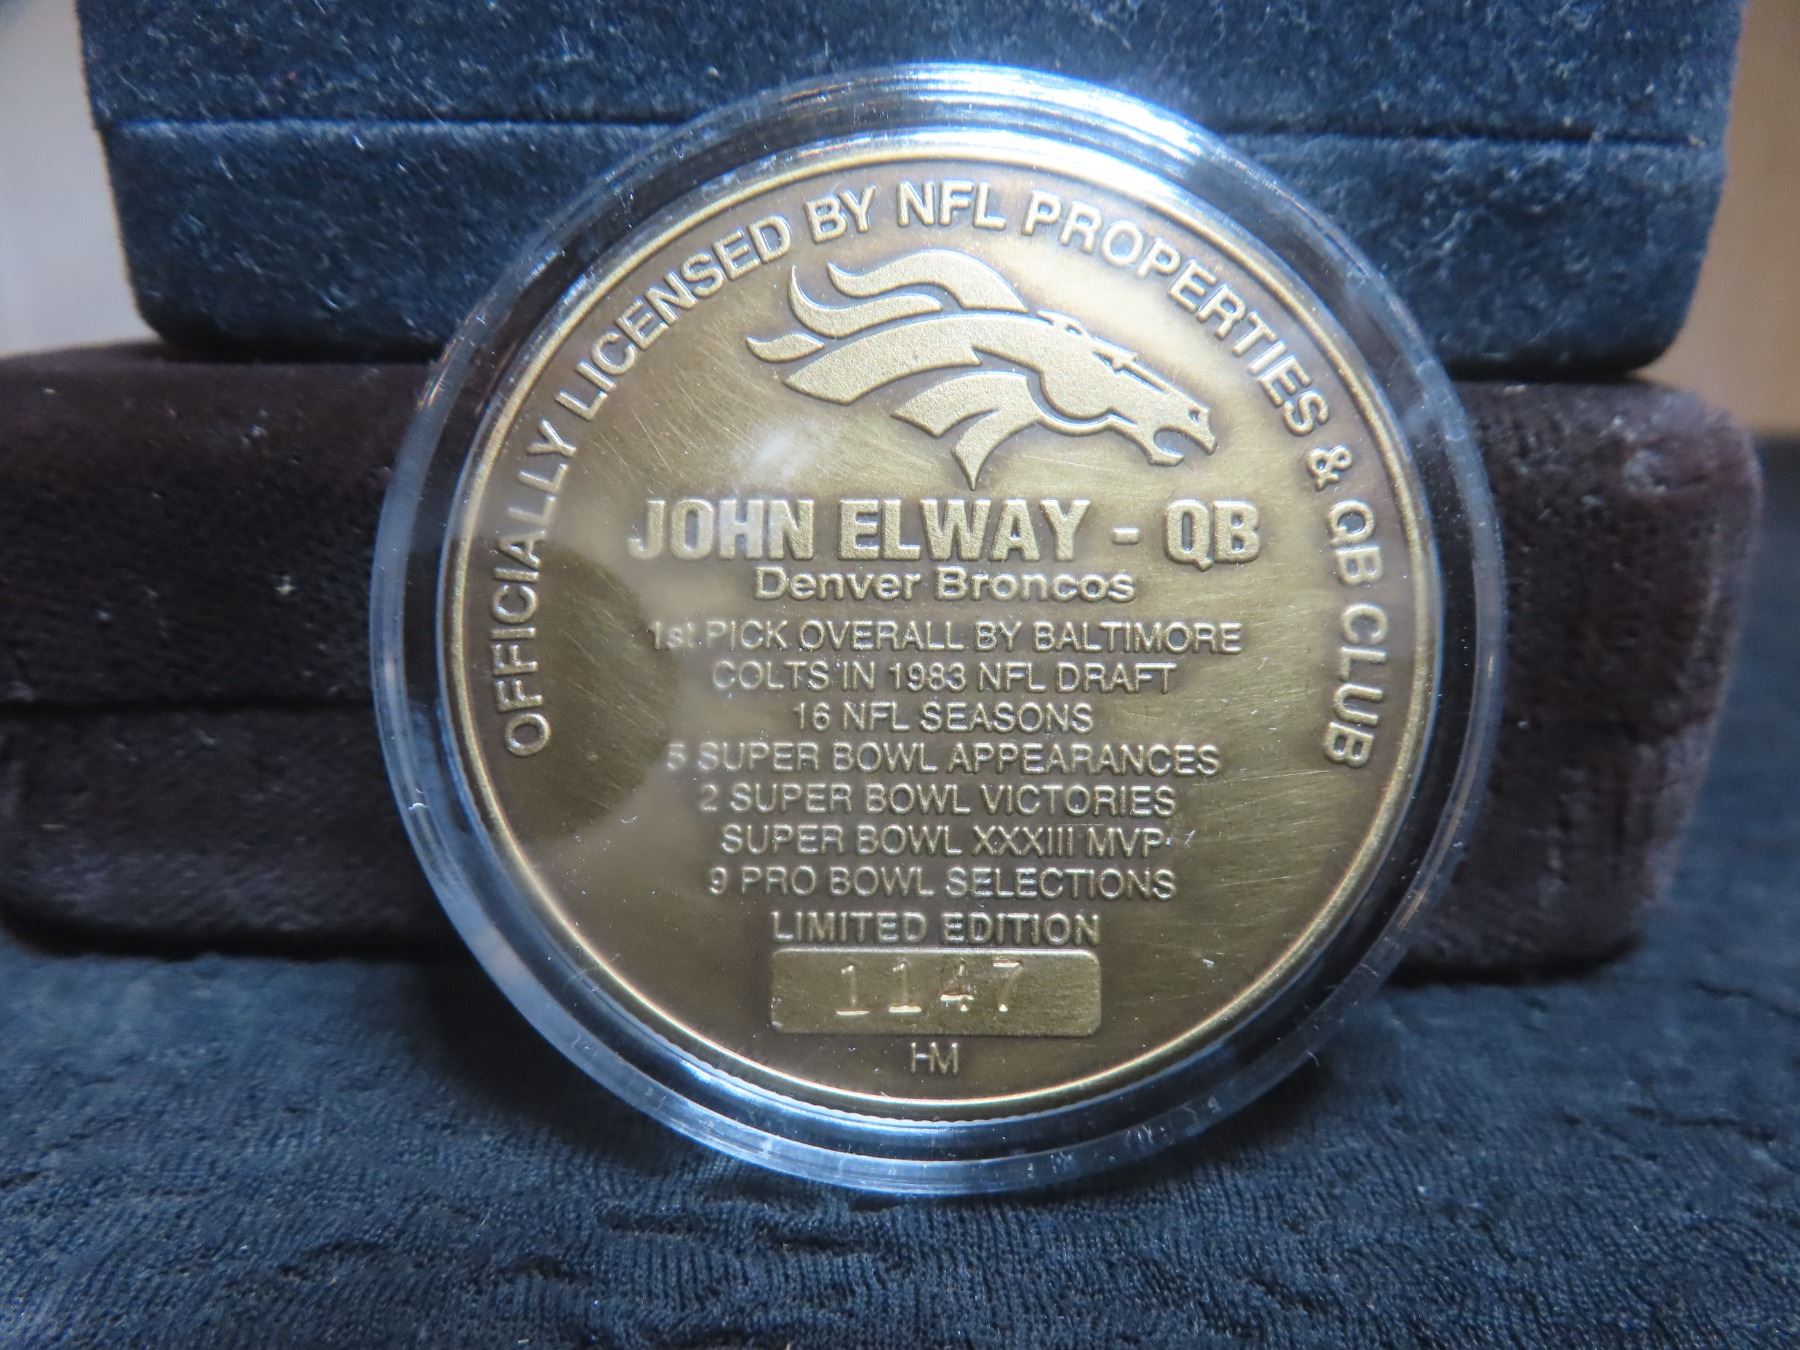 OFFICIALLY LICENSED BY NFL PROPERTIES & QB CLUB
JOHN ELWAY - QB
Denver Broncos
1st PICK OVERALL BY BALTIMORE
COLTS IN 1983 NFL DRAFT
16 NFL SEASONS
5 SUPER BOWL APPEARANCES
2 SUPER BOWL VICTORIES
SUPER BOWL XXXIII MVP
9 PRO BOWL SELECTIONS
LIMITED EDITION
1147
HM